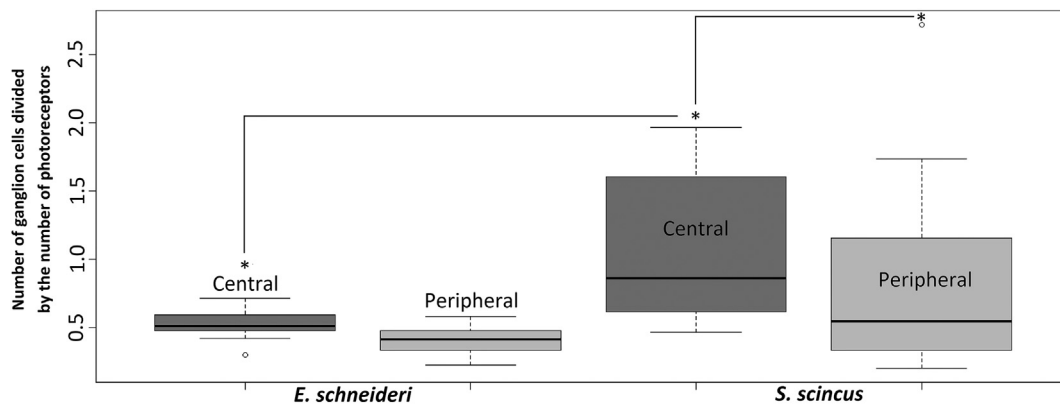 Number of ganglion cells divided
by the number of photoreceptors
2.5
2.0
1.5
1.0
0.5
*
*
*
Central
Peripheral
Central
Peripheral
E. schneideri
S. scincus